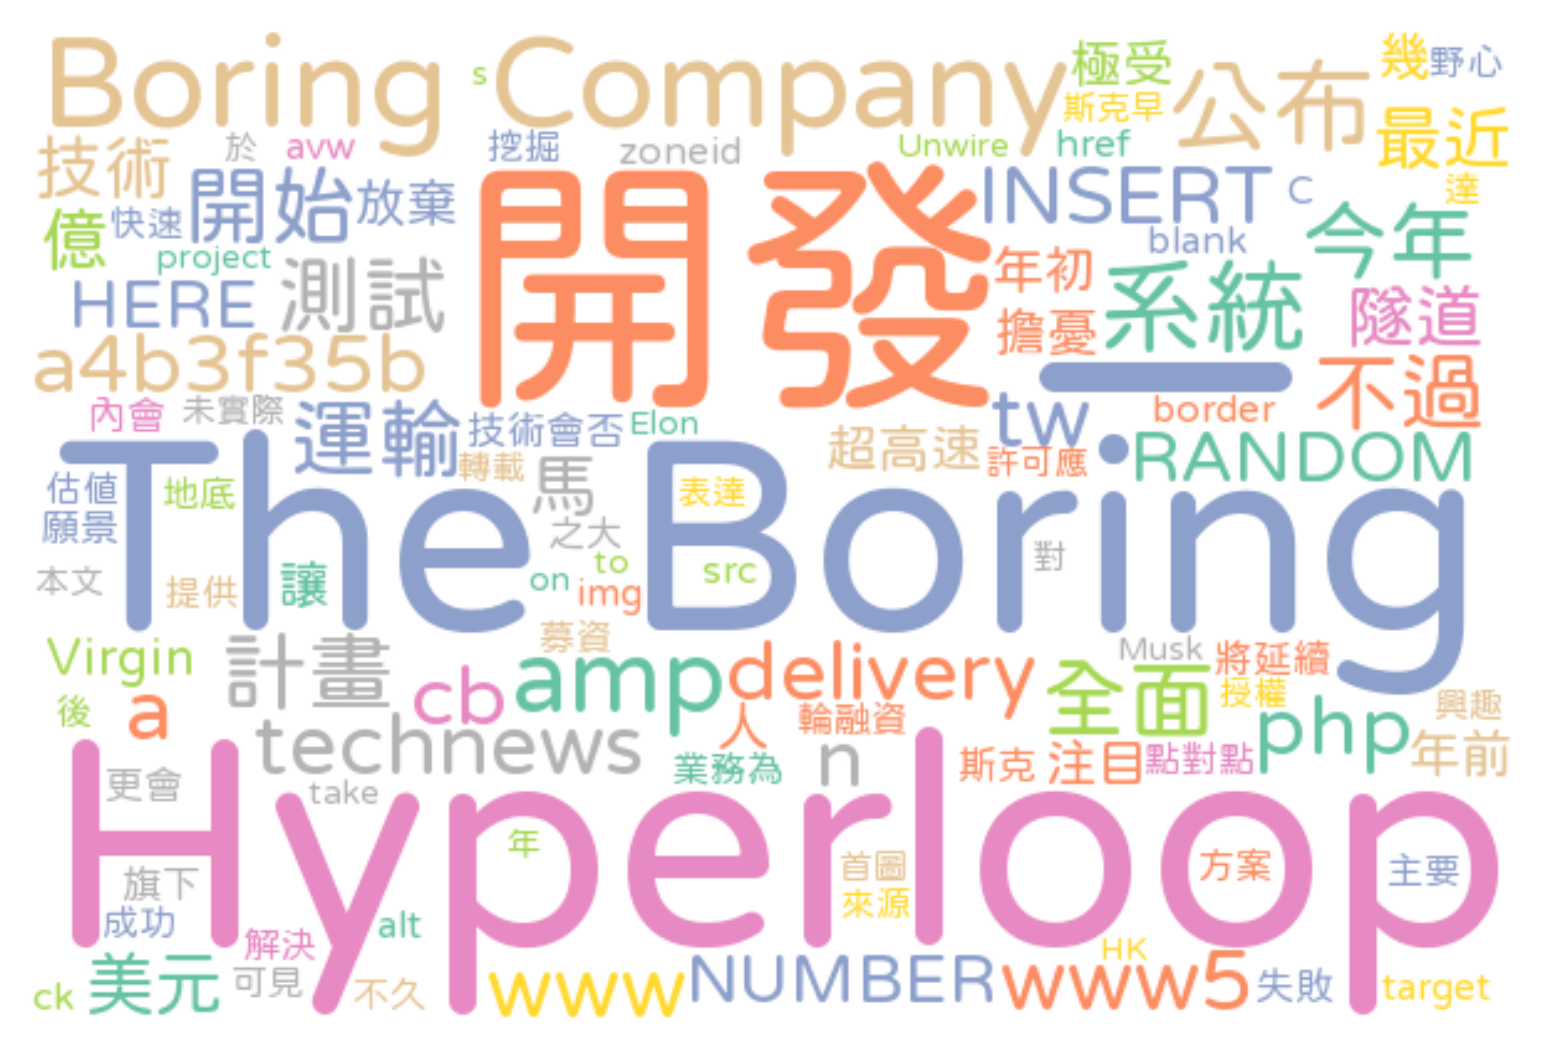 Boring Company s 極受 公布 幾 野心
斯克早 最近
技術 於 avw 挖掘 zoneid Unwire href
開始 放棄 開發 INSERT C 達
億 快速 blank 今年
project 測試 年初 系統
HERE 擔憂 隧道
a4b3f35b 一 不過
內會 未實際 運輸 技術會否 Elon tw border
超高速 許可應 RANDOM
The Boring
轉載 馬 表達
估值 地底
願景 之大 對
本文 提供 讓 on to img src
募資
Virgin 計畫 cb amp delivery Musk 將延續
全面 授權
後 a 人 輪融資 php 興趣
technews 業務為 n 斯克 注目 點對點 年前
Hyperloop
更會 take
年 首圖 方案 主要
旗下 來源
成功 解決 alt
HK
ck 美元 可見 不久 www NUMBER www5 失敗 target